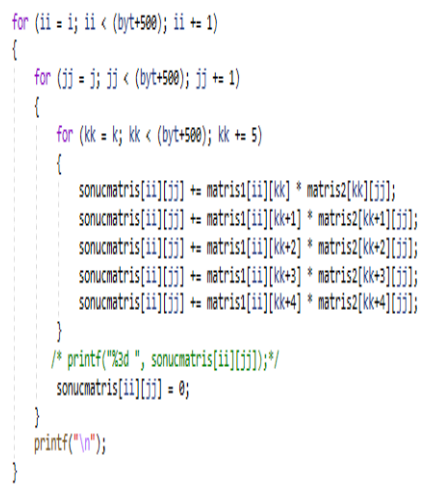 for (ii = i; ii < (byt+500); ii += 1)
{
for (jj = j; jj < (byt+500); jj += 1)
{
for (kk = k; kk < (byt+500); kk += 5)
{
sonucmatris[ii][jj] += matris1[ii][kk] * matris2[kk][jj];
sonucmatris[ii][jj] += matris1[ii][kk+1] * matris2[kk+1][jj];
sonucmatris[ii][jj] += matris1[ii][kk+2] * matris2[kk+2][jj];
sonucmatris[ii][jj] += matris1[ii][kk+3] * matris2[kk+3][jj];
sonucmatris[ii][jj] += matris1[ii][kk+4] * matris2[kk+4][jj];
}
/* printf("%3d ", sonucmatris[ii][jj]);*/
sonucmatris[ii][jj] = 0;
}
printf("\n");
}